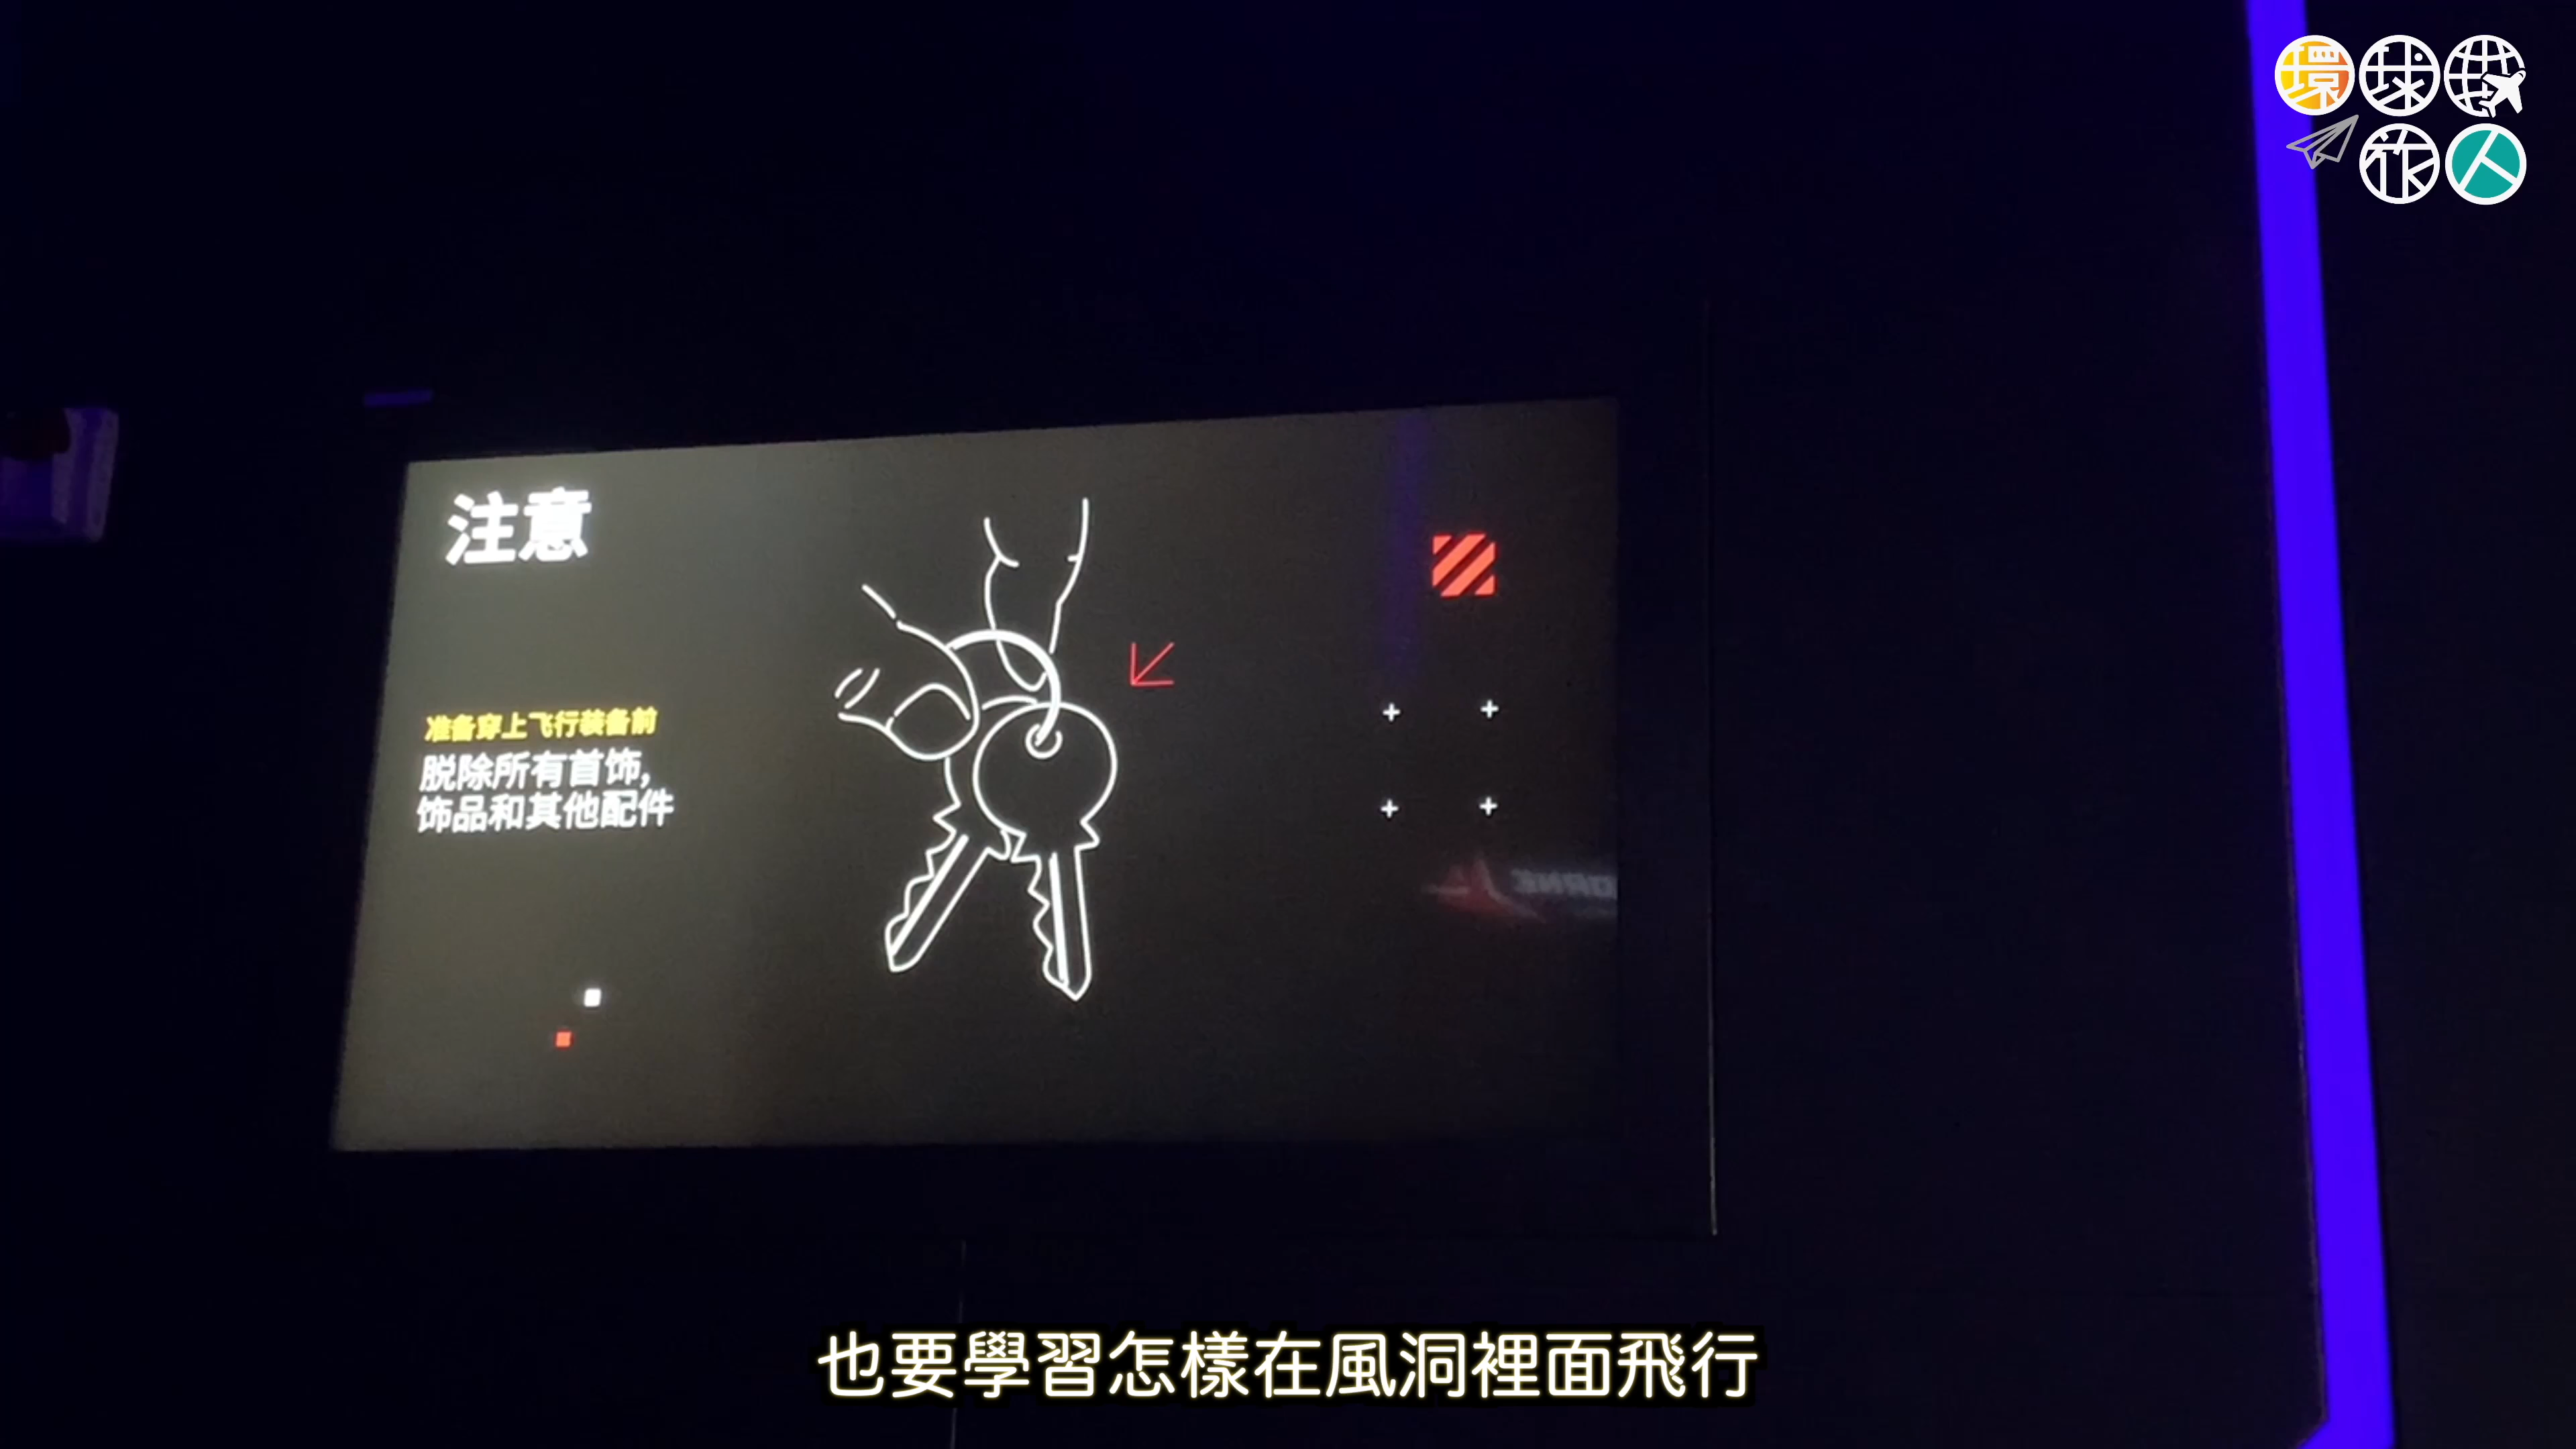 環球
旅人
注意
准备穿上飞行装备前
脱除所有首饰,
饰品和其他配件
也要學習怎樣在風洞裡面飛行